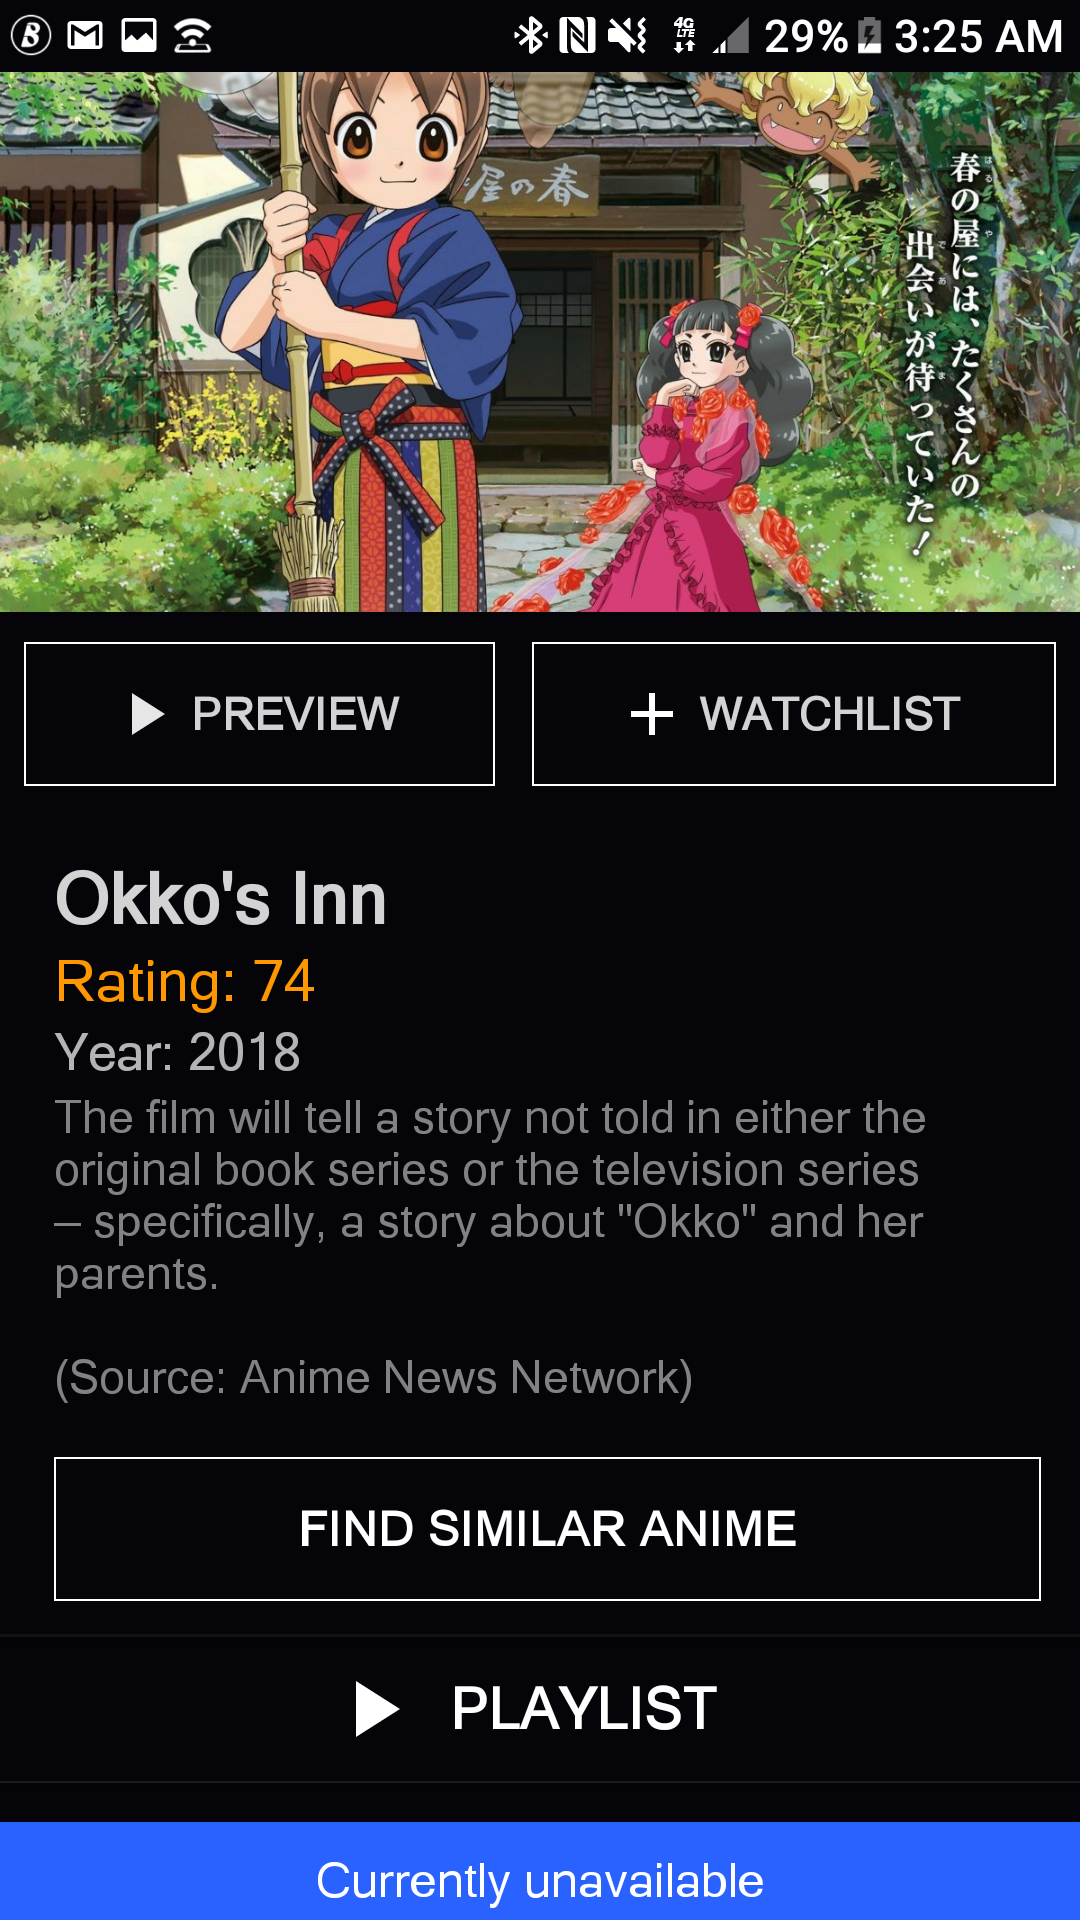 29% 3:25 AM
屋の春
春の屋には、たくさんの
出会いが待っていた！
PREVIEW
WATCHLIST
Okko's Inn
Rating: 74
Year: 2018
The film will tell a story not told in either the
original book series or the television series
– specifically, a story about "Okko" and her
parents.
(Source: Anime News Network)
FIND SIMILAR ANIME
PLAYLIST
Currently unavailable